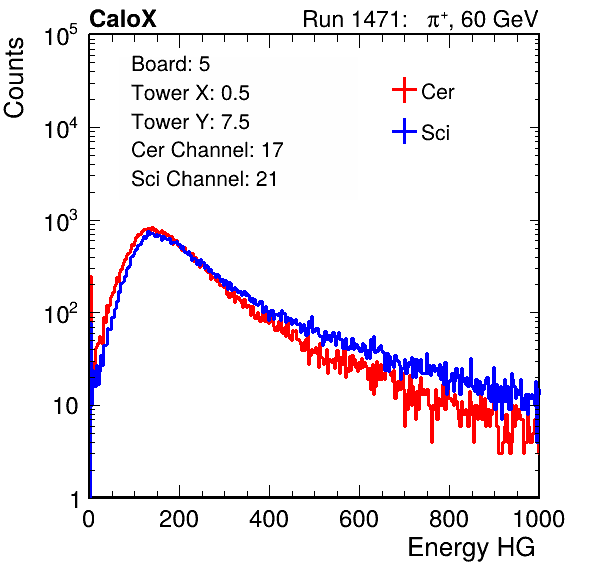 CaloX Run 1471: π⁺, 60 GeV
Counts
Board: 5
Tower X: 0.5
Tower Y: 7.5
Cer Channel: 17
Sci Channel: 21
Cer
Sci
10⁵
10⁴
10³
10²
10
1
0 200 400 600 800 1000
Energy HG